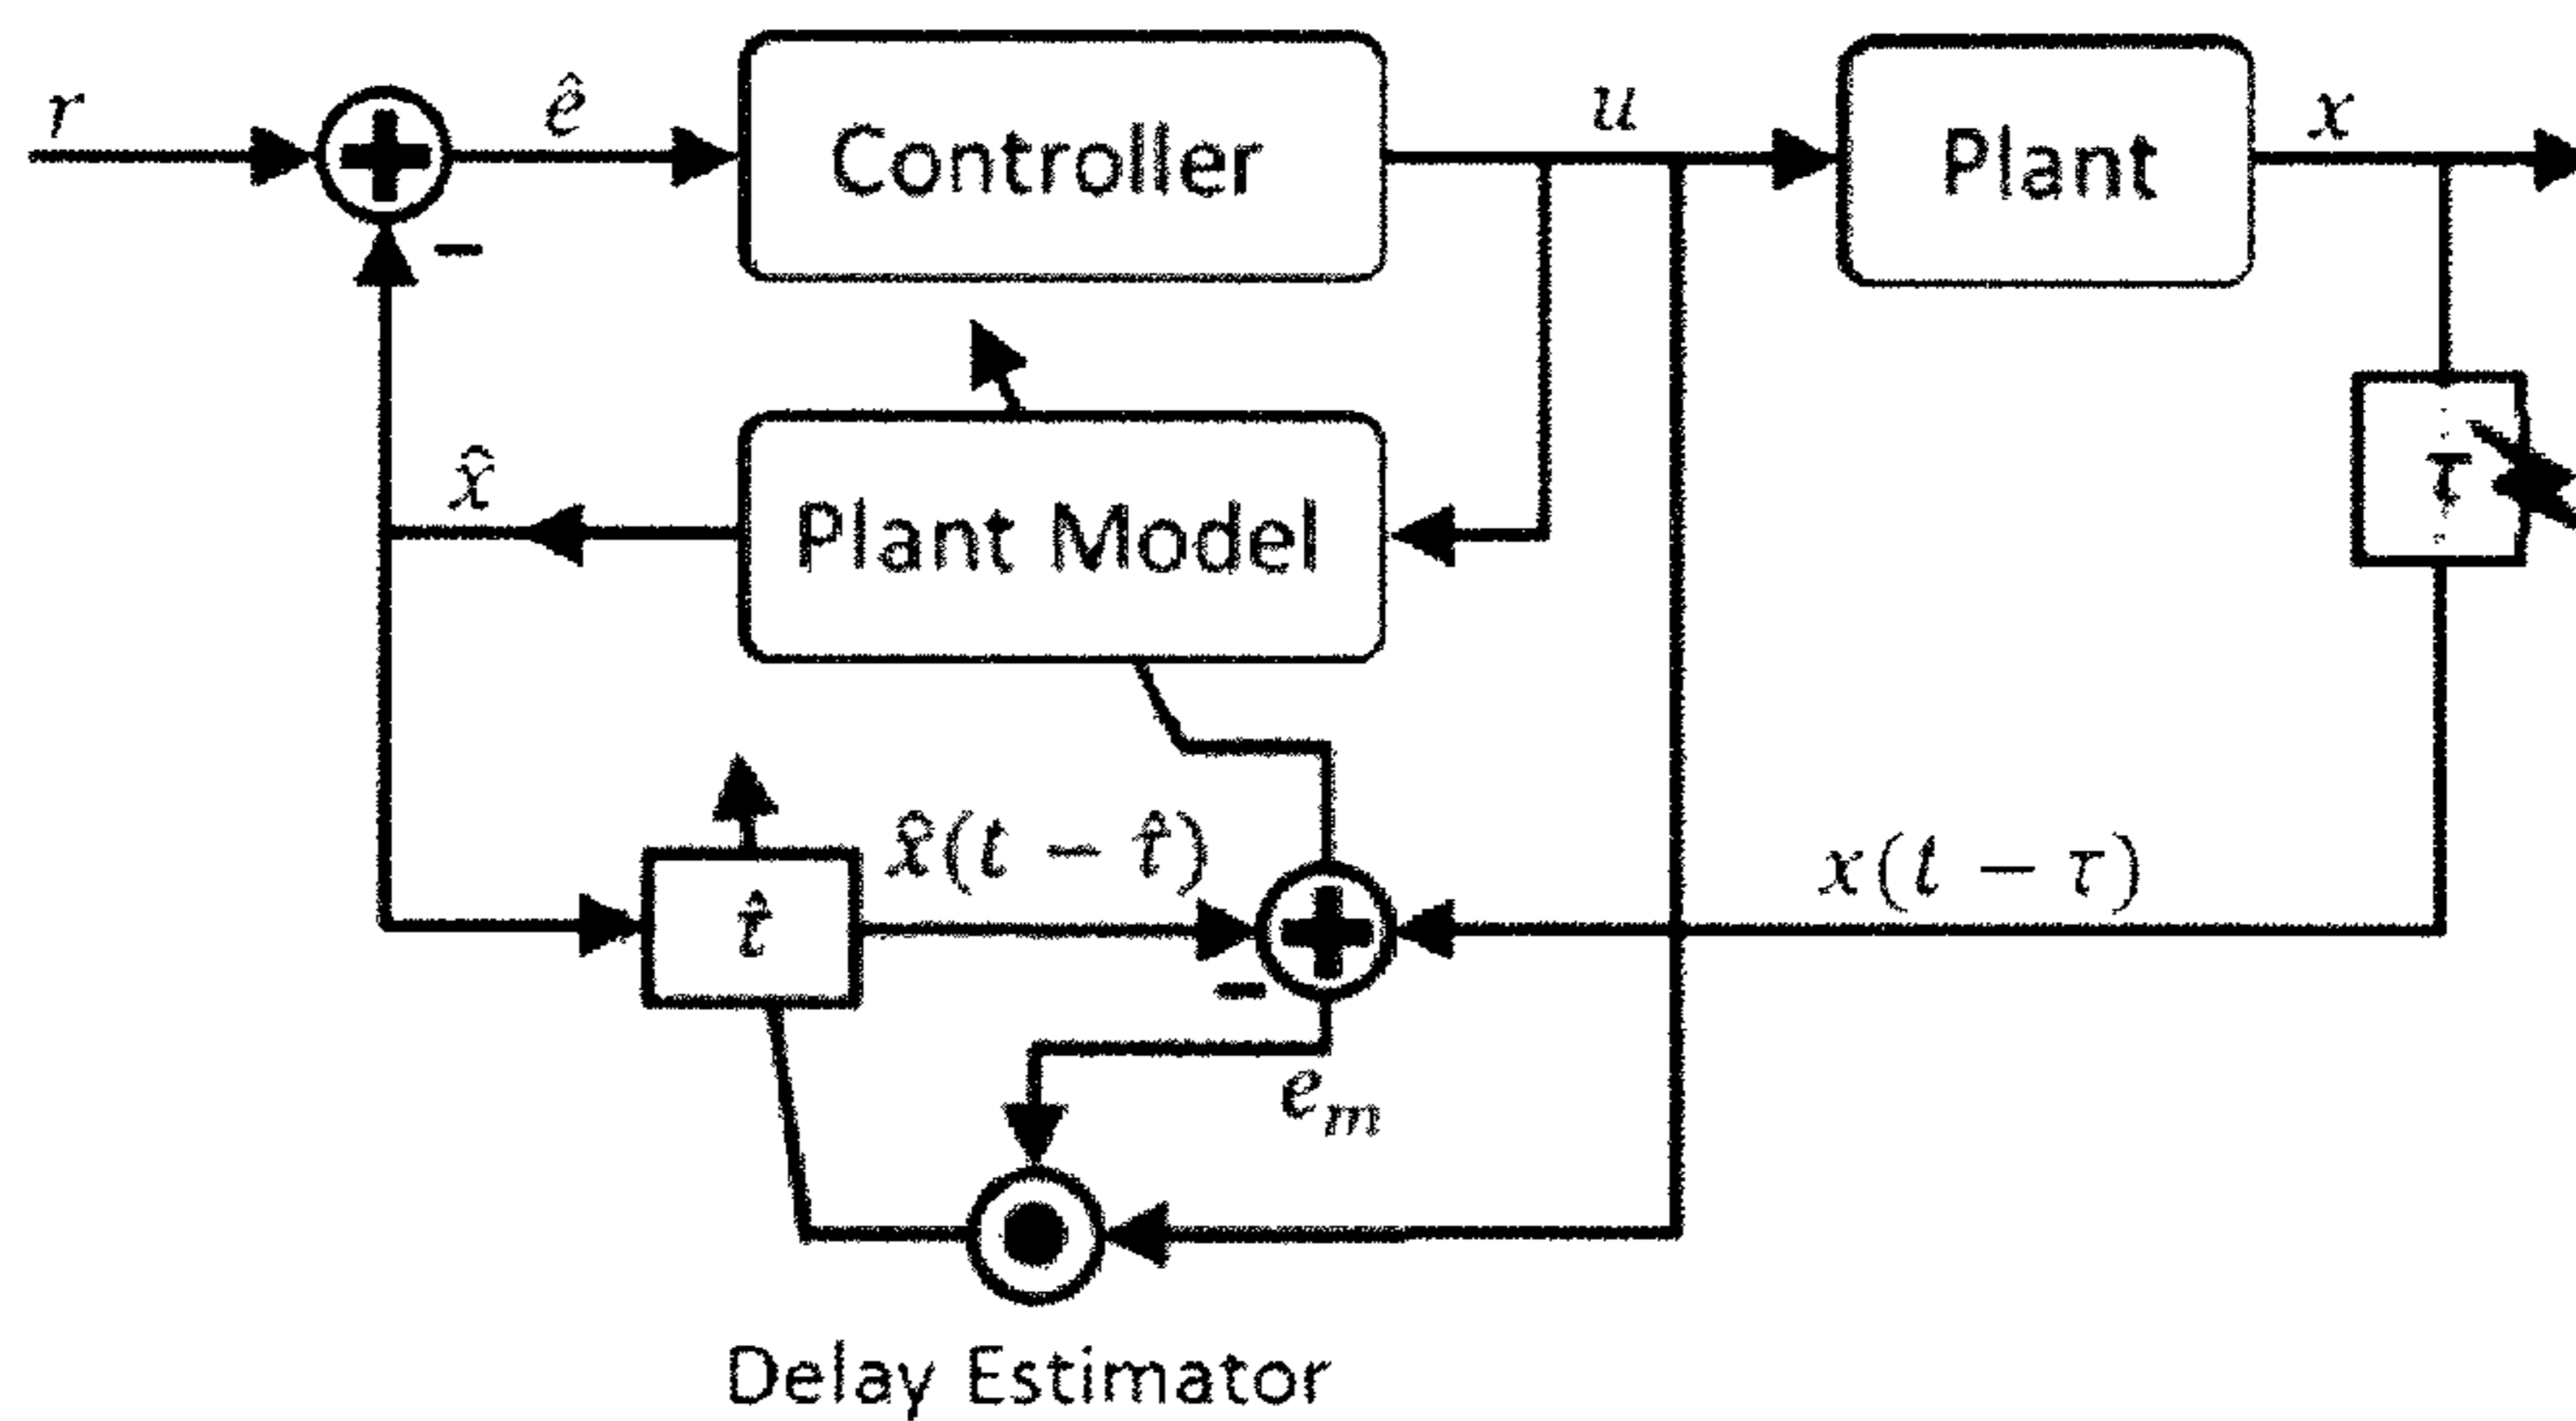 r
ê
Controller
u
Plant
x
x̂
Plant Model
τ
x̂(t − τ̂)
x(t − τ)
τ̂
e_m
Delay Estimator